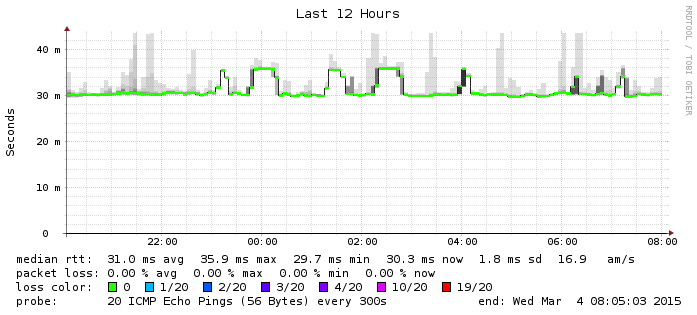 Last 12 Hours
RRDTOOL / TOBI OETIKER
Seconds
40 m
30 m
20 m
10 m
0
22:00 00:00 02:00 04:00 06:00 08:00
median rtt: 31.0 ms avg 35.9 ms max 29.7 ms min 30.3 ms now 1.8 ms sd 16.9 am/s
packet loss: 0.00 % avg 0.00 % max 0.00 % min 0.00 % now
loss color: 0 1/20 2/20 3/20 4/20 10/20 19/20
probe: 20 ICMP Echo Pings (56 Bytes) every 300s end: Wed Mar 4 08:05:03 2015